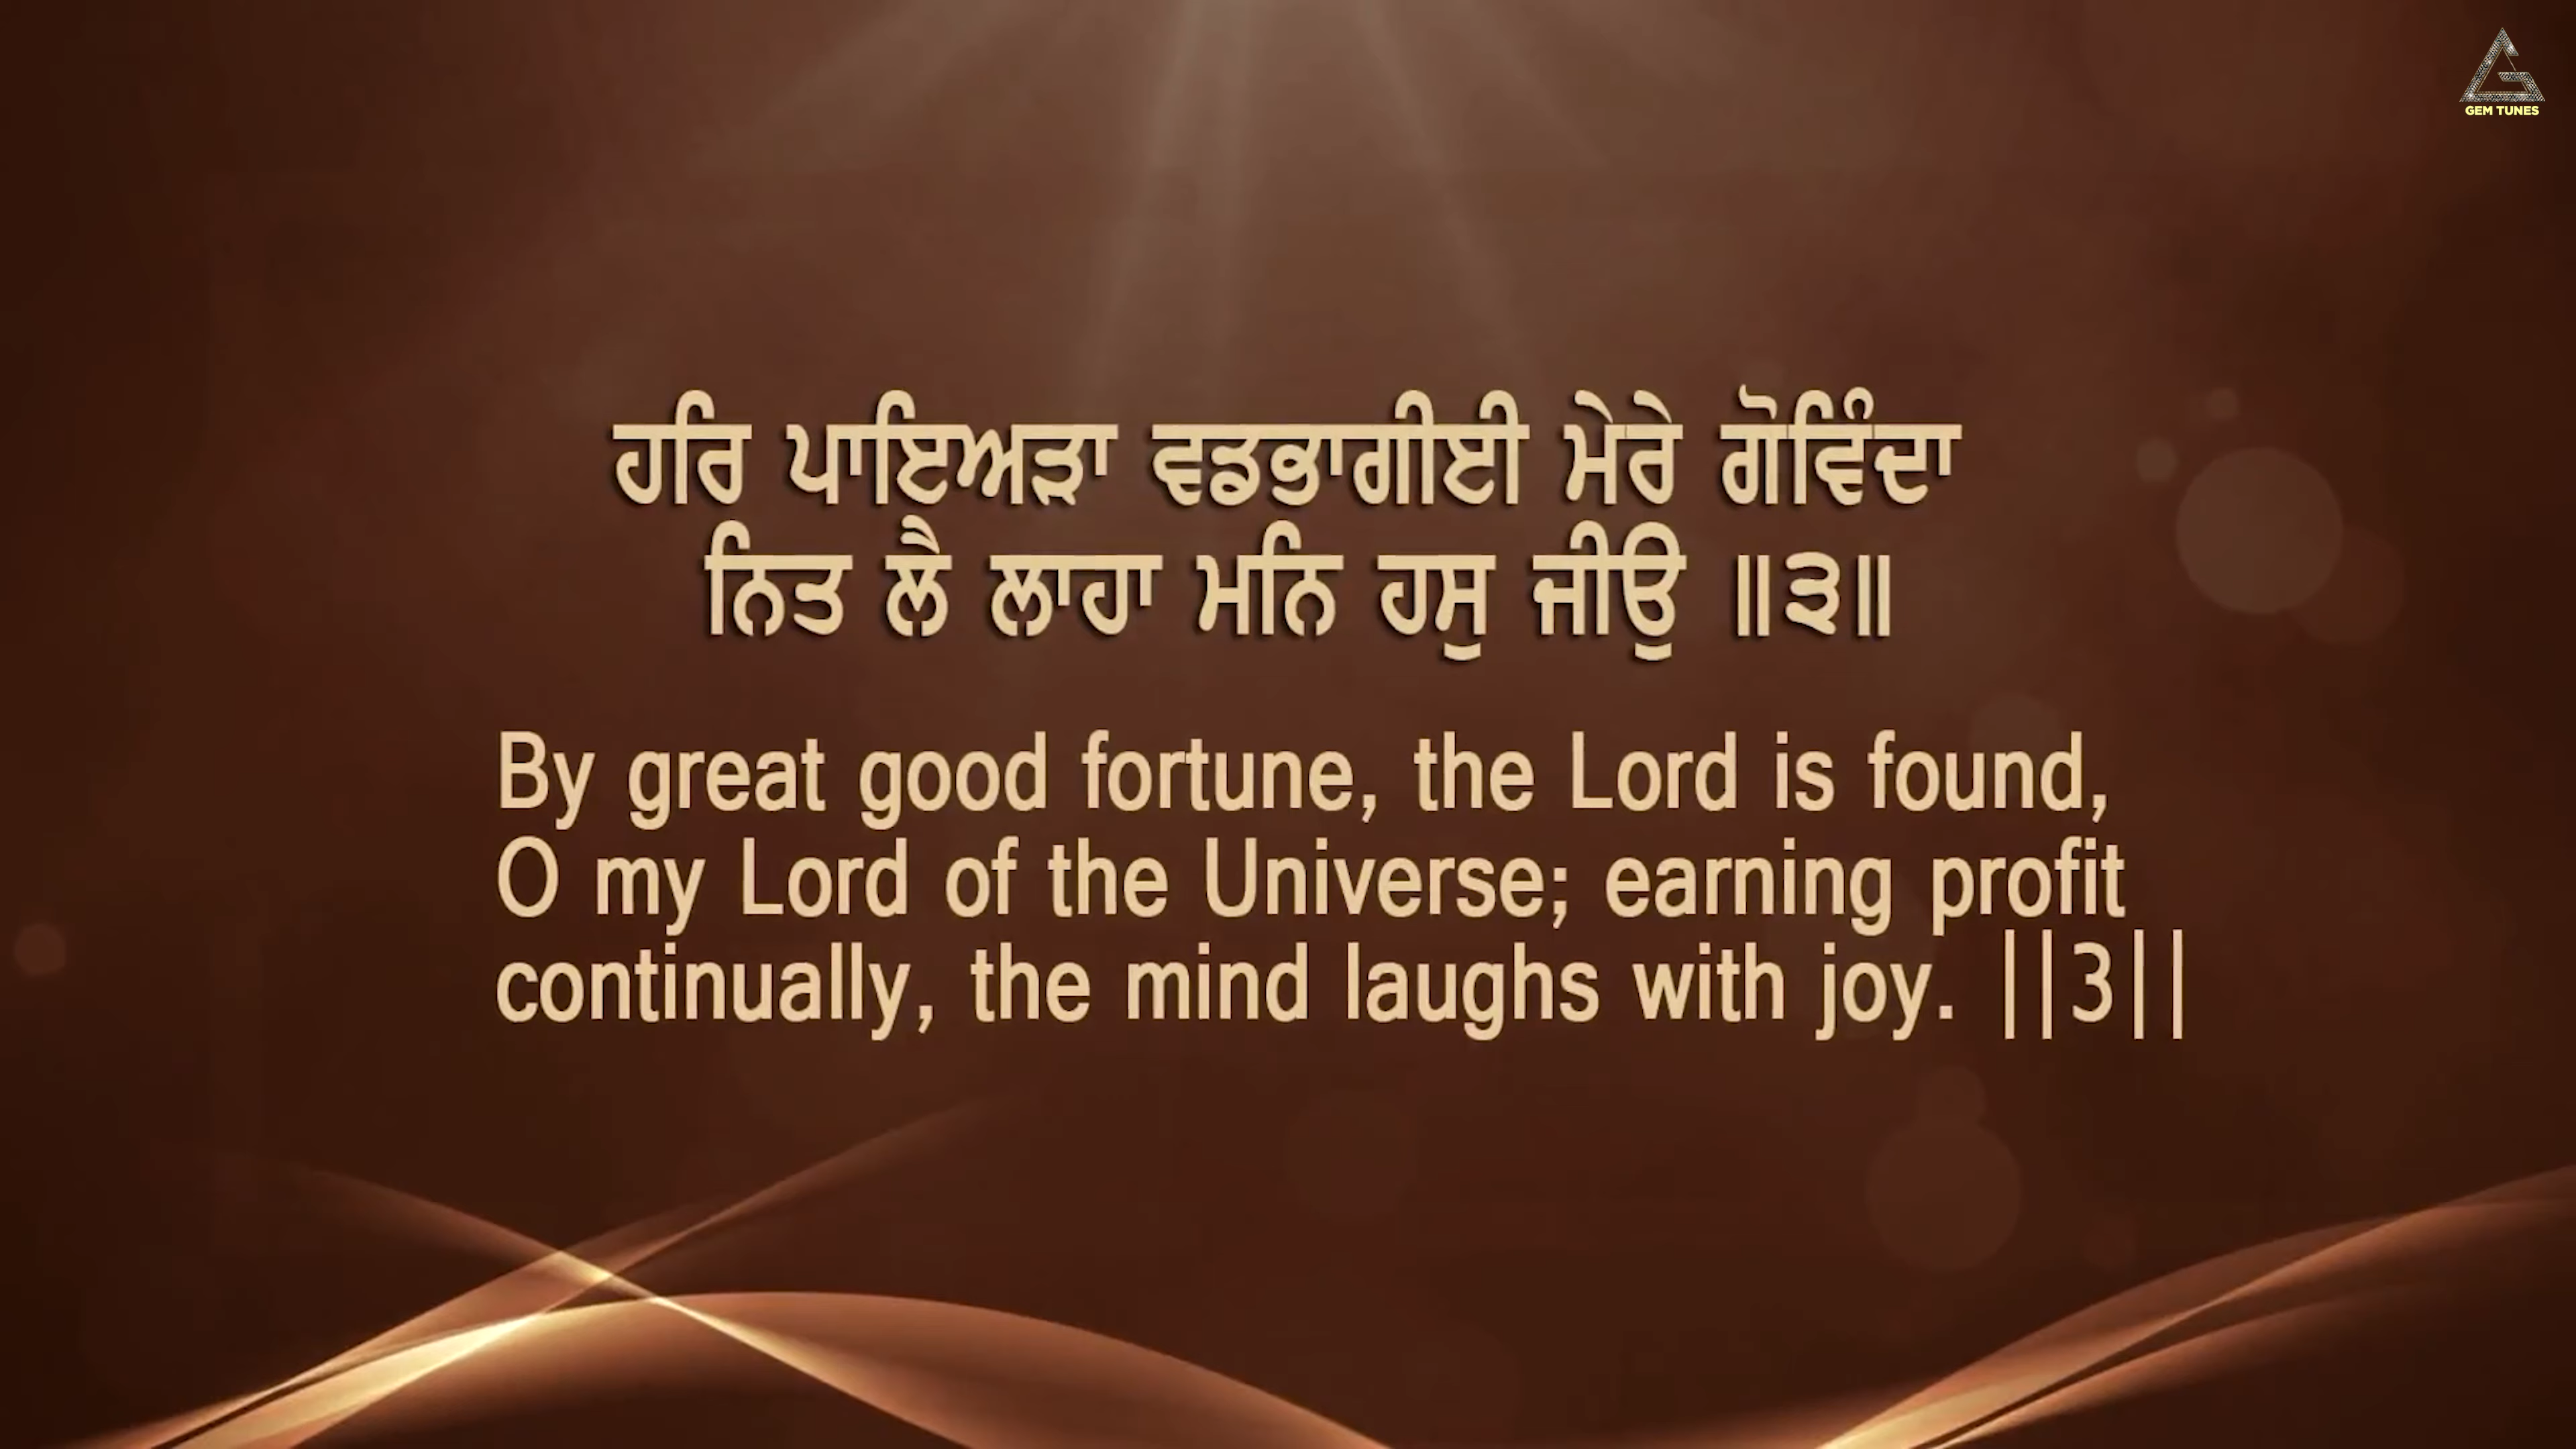 GEM TUNES
ਹਰਿ ਪਾਇਅੜਾ ਵਡਭਾਗੀਈ ਮੇਰੇ ਗੋਵਿੰਦਾ
ਨਿਤ ਲੈ ਲਾਹਾ ਮਨਿ ਹਸੁ ਜੀਉ ॥੩॥
By great good fortune, the Lord is found,
O my Lord of the Universe; earning profit
continually, the mind laughs with joy. ||3||